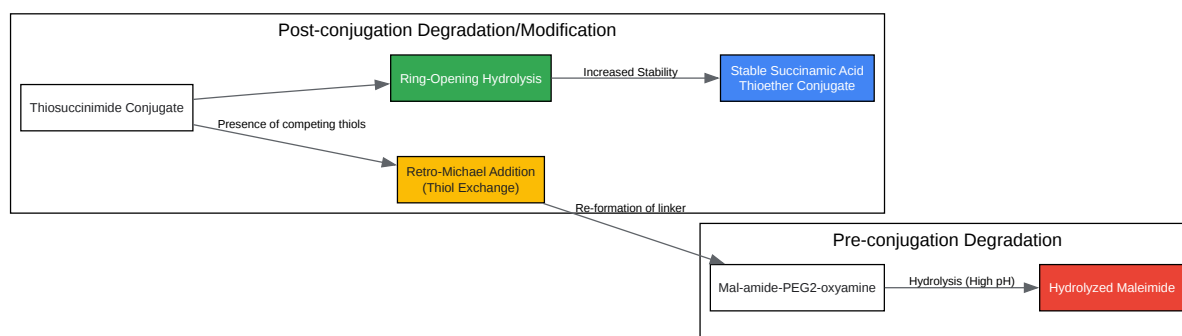 Post-conjugation Degradation/Modification
Ring-Opening Hydrolysis
Increased Stability
Stable Succinamic Acid
Thioether Conjugate
Thiosuccinimide Conjugate
Presence of competing thiols
Retro-Michael Addition
(Thiol Exchange)
Re-formation of linker
Pre-conjugation Degradation
Mal-amide-PEG2-oxyamine
Hydrolysis (High pH)
Hydrolyzed Maleimide